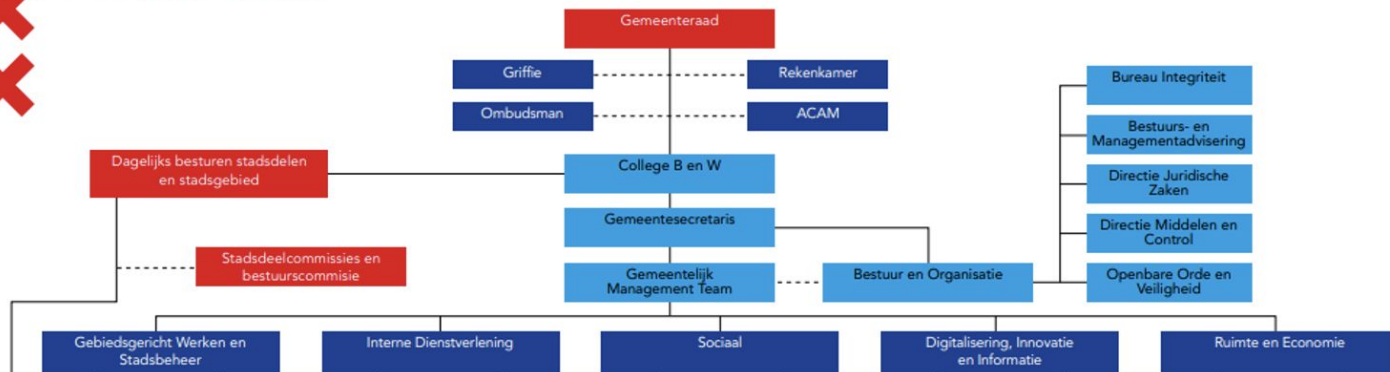 Gemeenteraad
Griffie
Rekenkamer
Ombudsman
ACAM
Bureau Integriteit
Bestuurs- en
Managementadvisering
Directie Juridische
Zaken
Directie Middelen en
Control
Openbare Orde en
Veiligheid
Dagelijks besturen stadsdelen
en stadsgebied
College B en W
Gemeentesecretaris
Stadsdeelcommissies en
bestuurscommisie
Gemeentelijk
Management Team
Bestuur en Organisatie
Gebiedsgericht Werken en
Stadsbeheer
Interne Dienstverlening
Sociaal
Digitalisering, Innovatie
en Informatie
Ruimte en Economie